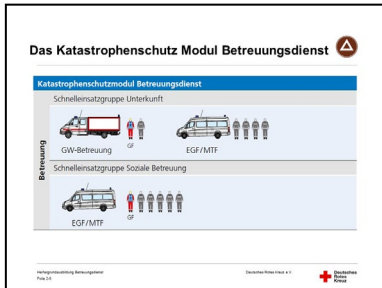 Das Katastrophenschutz Modul Betreuungsdienst
Katastrophenschutzmodul Betreuungsdienst
Betreuung
Schnelleinsatzgruppe Unterkunft
GW-Betreuung
GF
EGF/MTF
Schnelleinsatzgruppe Soziale Betreuung
EGF/MTF
GF
Deutsches Rotes Kreuz e.V.
Deutsches
Rotes
Kreuz